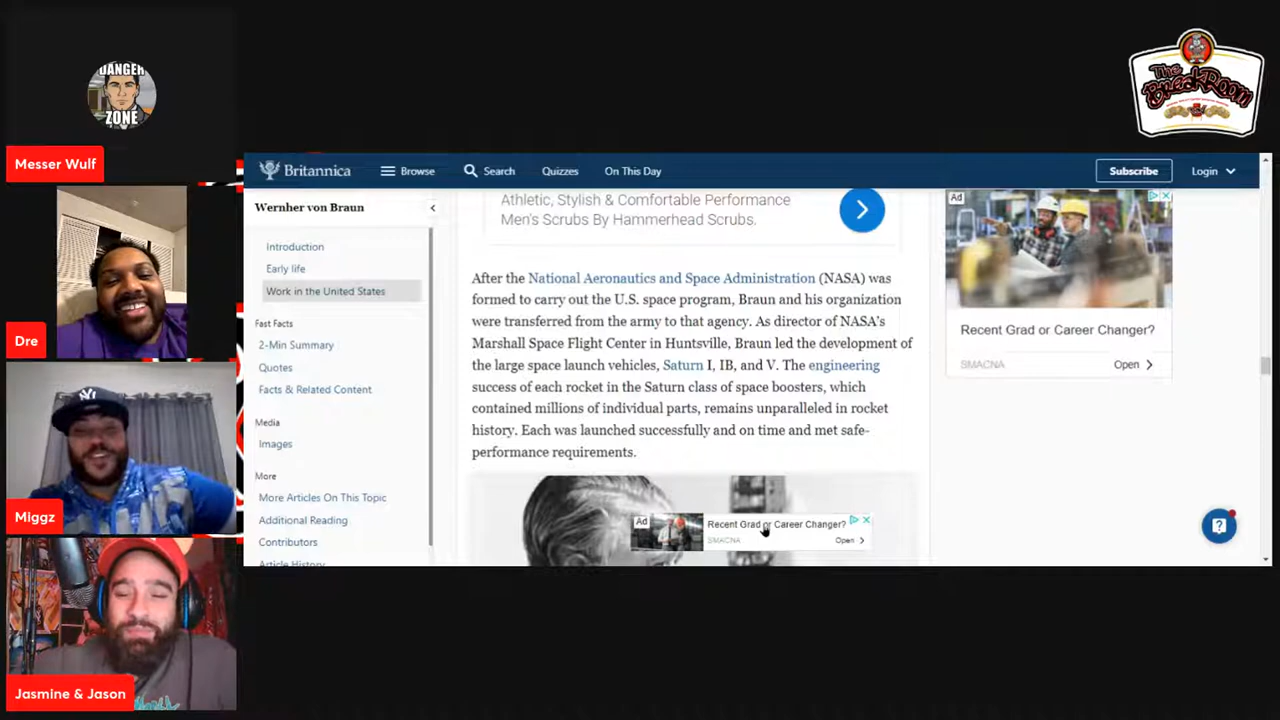 DANGER
ZONE
Messer Wulf
Dre
Miggz
Jasmine & Jason
The
BreakRoom
Britannica
Browse
Search
Quizzes
On This Day
Subscribe
Login
Wernher von Braun
Introduction
Early life
Work in the United States
Fast Facts
2-Min Summary
Quotes
Facts & Related Content
Media
Images
More
More Articles On This Topic
Additional Reading
Contributors
Article History
Athletic, Stylish & Comfortable Performance
Men's Scrubs By Hammerhead Scrubs.
After the National Aeronautics and Space Administration (NASA) was
formed to carry out the U.S. space program, Braun and his organization
were transferred from the army to that agency. As director of NASA's
Marshall Space Flight Center in Huntsville, Braun led the development of
the large space launch vehicles, Saturn I, IB, and V. The engineering
success of each rocket in the Saturn class of space boosters, which
contained millions of individual parts, remains unparalleled in rocket
history. Each was launched successfully and on time and met safe-
performance requirements.
Ad
Recent Grad or Career Changer?
SMACNA
Open
Ad
Recent Grad or Career Changer?
SMACNA
Open